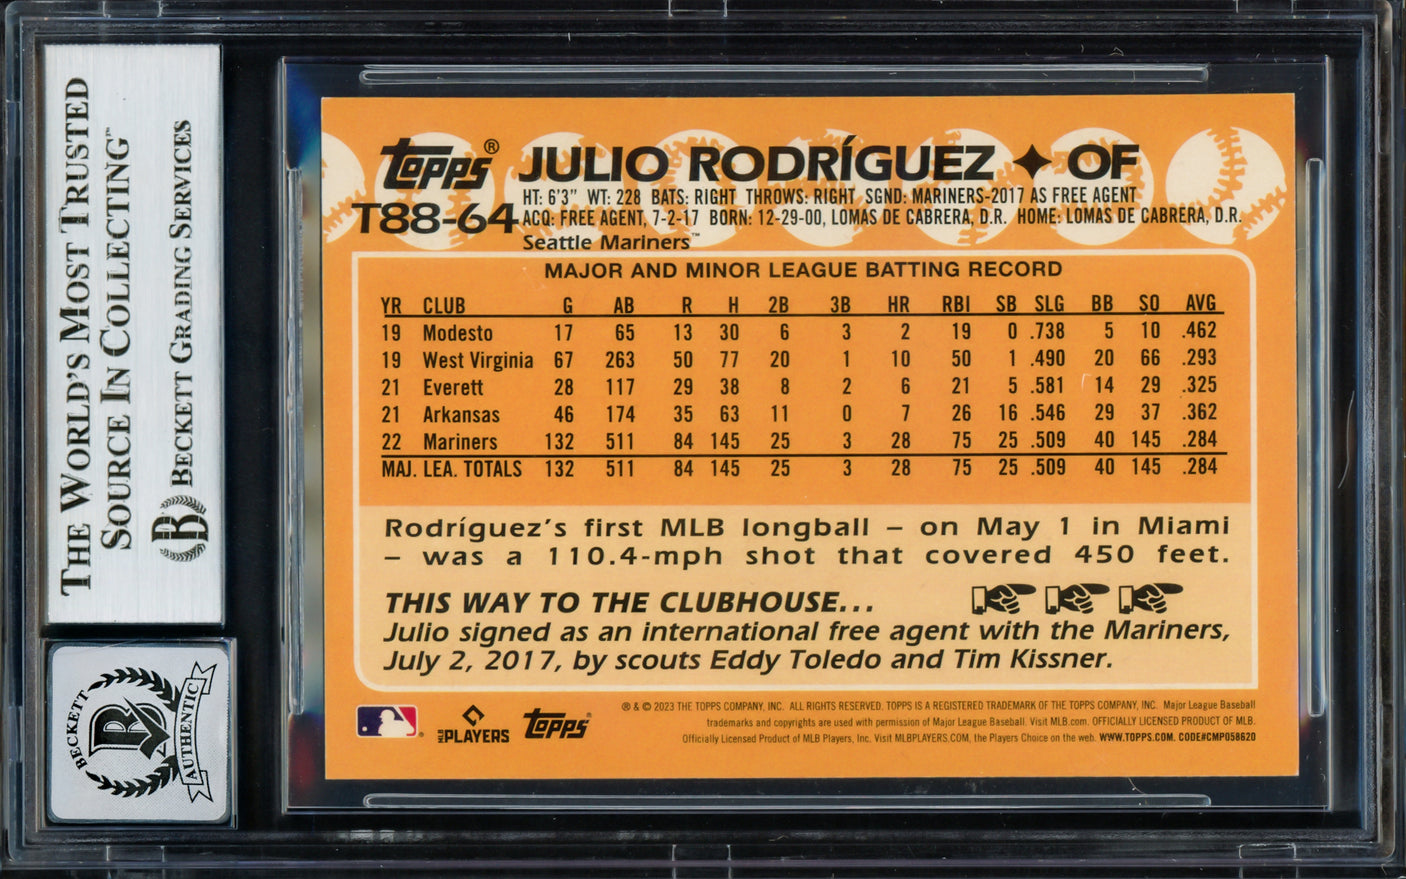 THE WORLD'S MOST TRUSTED
SOURCE IN COLLECTING™
BECKETT GRADING SERVICES
B
BECKETT
B
AUTHENTIC
topps® JULIO RODRÍGUEZ ✦ OF
T88-64
HT: 6'3" WT: 228 BATS: RIGHT THROWS: RIGHT SGND: MARINERS-2017 AS FREE AGENT
ACQ: FREE AGENT, 7-2-17 BORN: 12-29-00, LOMAS DE CABRERA, D.R. HOME: LOMAS DE CABRERA, D.R.
Seattle Mariners™
MAJOR AND MINOR LEAGUE BATTING RECORD
YR CLUB G AB R H 2B 3B HR RBI SB SLG BB SO AVG
19 Modesto 17 65 13 30 6 3 2 19 0 .738 5 10 .462
19 West Virginia 67 263 50 77 20 1 10 50 1 .490 20 66 .293
21 Everett 28 117 29 38 8 2 6 21 5 .581 14 29 .325
21 Arkansas 46 174 35 63 11 0 7 26 16 .546 29 37 .362
22 Mariners 132 511 84 145 25 3 28 75 25 .509 40 145 .284
MAJ. LEA. TOTALS 132 511 84 145 25 3 28 75 25 .509 40 145 .284
Rodríguez's first MLB longball – on May 1 in Miami
– was a 110.4-mph shot that covered 450 feet.
THIS WAY TO THE CLUBHOUSE...
Julio signed as an international free agent with the Mariners,
July 2, 2017, by scouts Eddy Toledo and Tim Kissner.
MLB PLAYERS
topps®
® & © 2023 THE TOPPS COMPANY, INC. ALL RIGHTS RESERVED. TOPPS IS A REGISTERED TRADEMARK OF THE TOPPS COMPANY, INC. Major League Baseball
trademarks and copyrights are used with permission of Major League Baseball. Visit MLB.com. OFFICIALLY LICENSED PRODUCT OF MLB.
Officially Licensed Product of MLB Players, Inc. Visit MLBPLAYERS.COM, the Players Choice on the web. WWW.TOPPS.COM. CODE#CMP058620